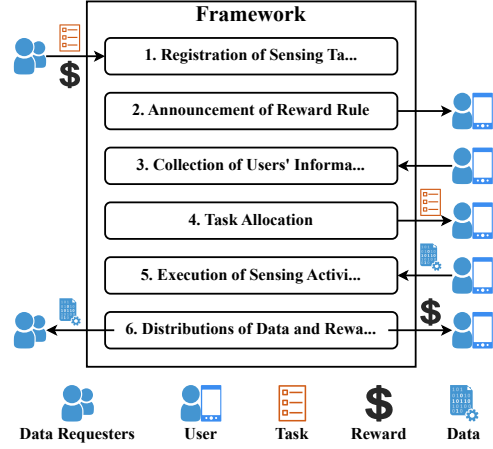 Framework
1. Registration of Sensing Ta...
$
2. Announcement of Reward Rule
3. Collection of Users' Informa...
4. Task Allocation
5. Execution of Sensing Activi...
6. Distributions of Data and Rewa...
$
$
Data Requesters
User
Task
Reward
Data